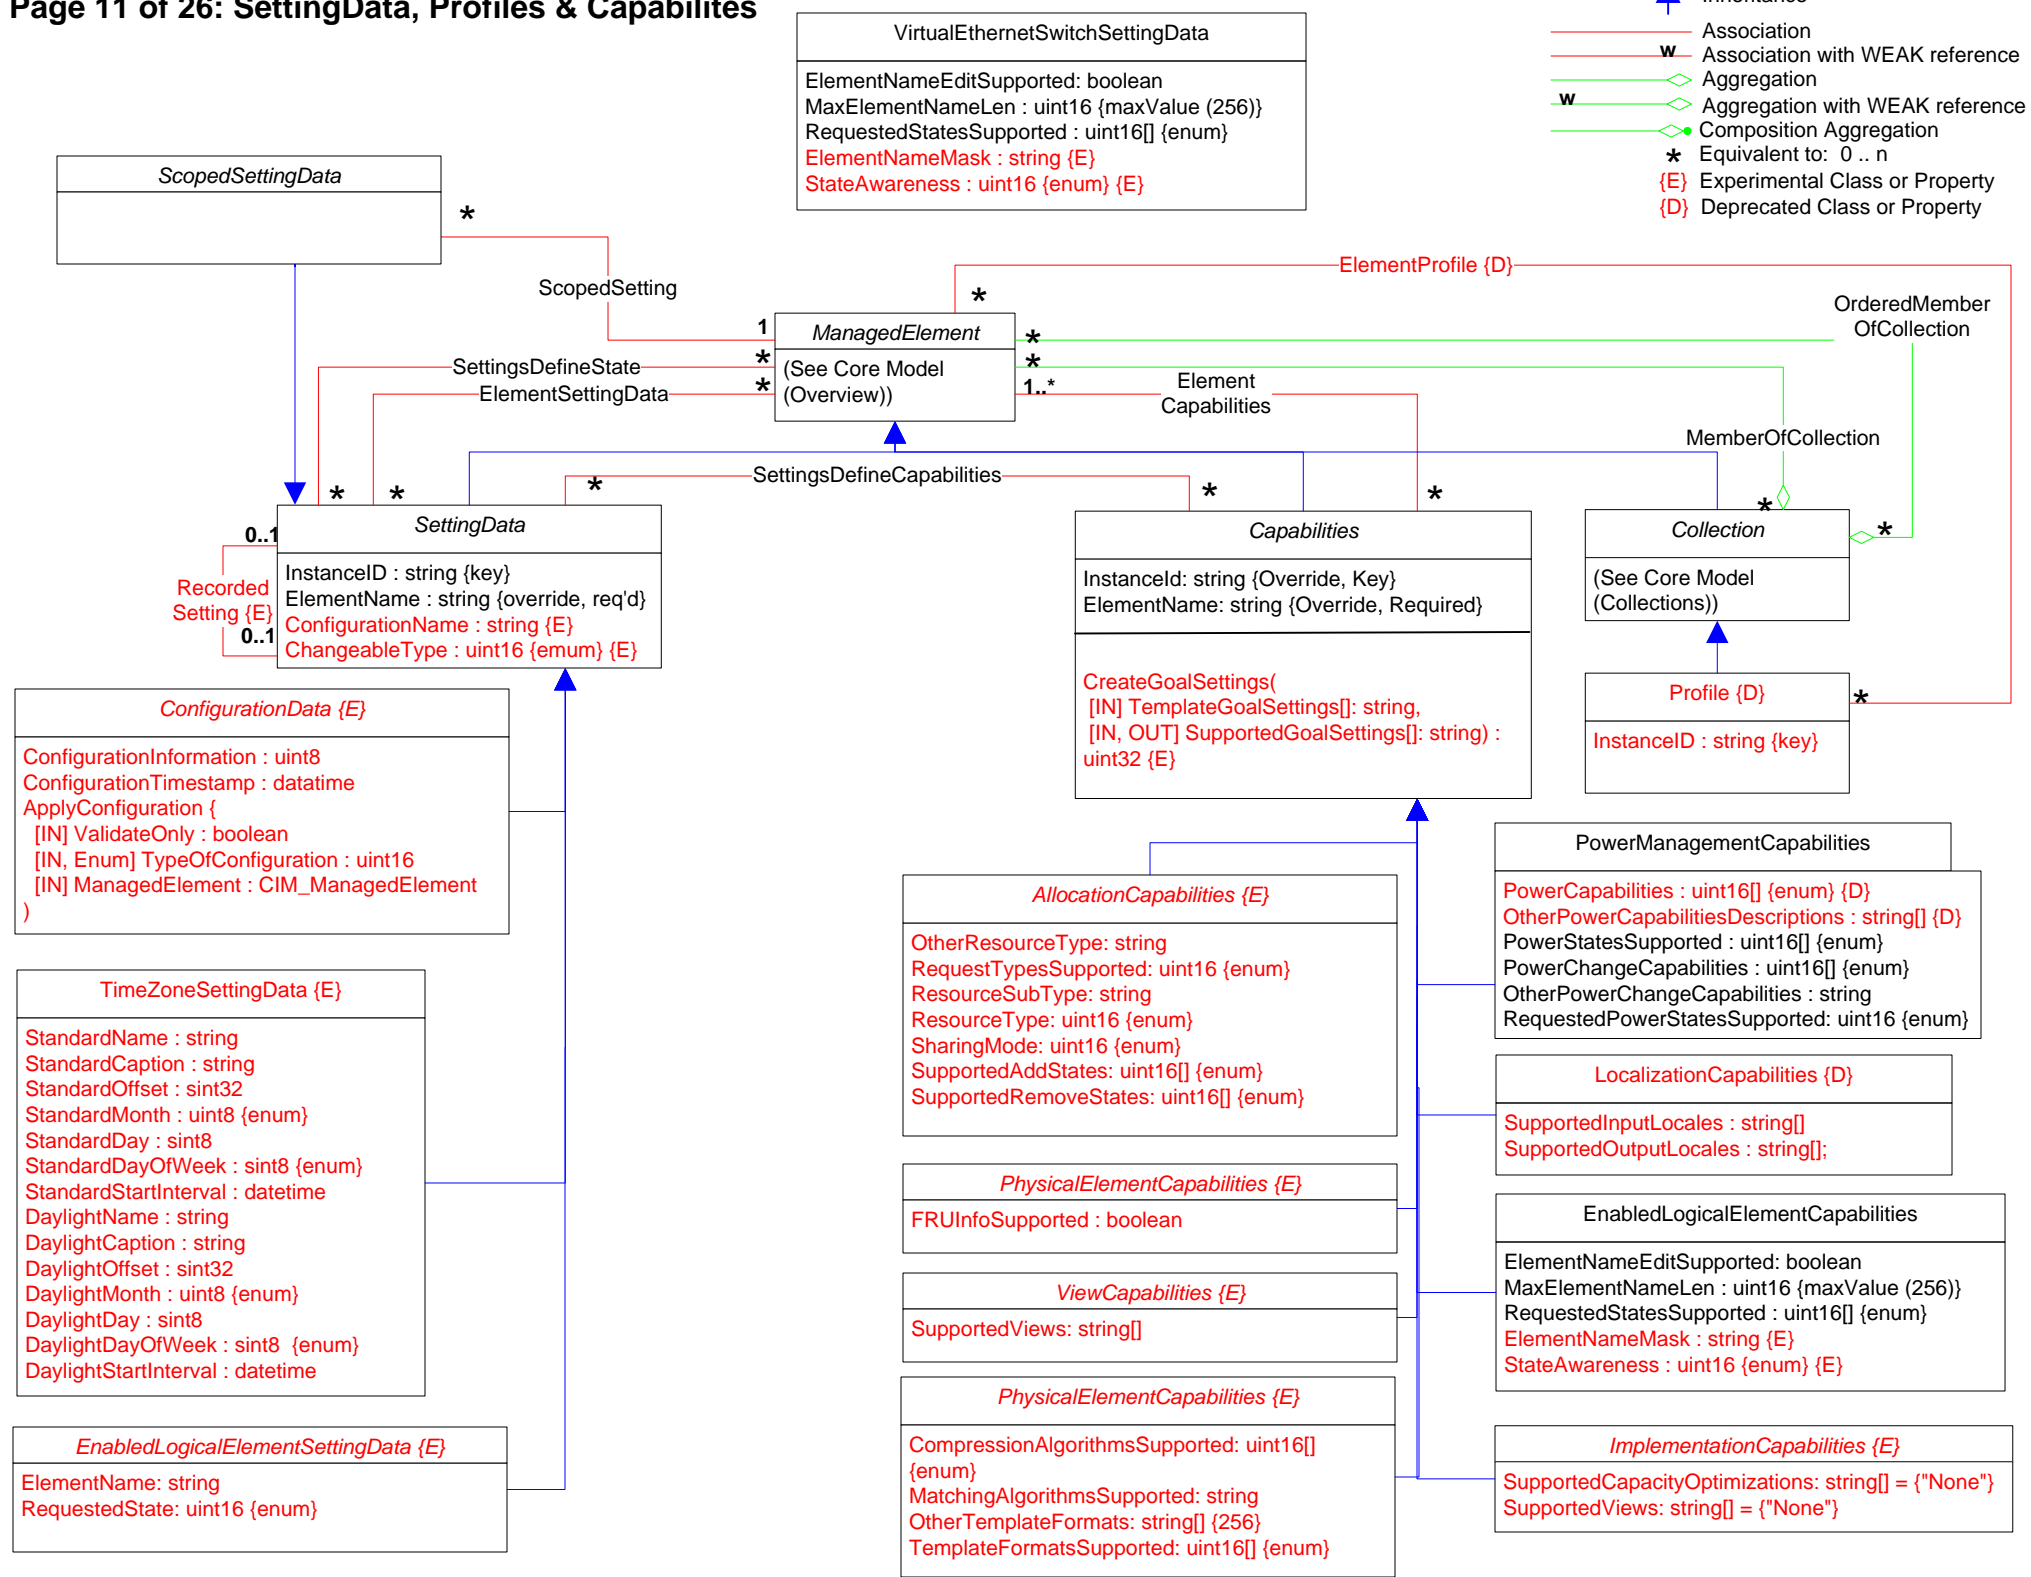 Page 11 of 26: SettingData, Profiles & Capabilites
Inheritance
Association
w
Association with WEAK reference
Aggregation
w
Aggregation with WEAK reference
Composition Aggregation
* Equivalent to: 0 .. n
{E} Experimental Class or Property
{D} Deprecated Class or Property
VirtualEthernetSwitchSettingData
ElementNameEditSupported: boolean
MaxElementNameLen : uint16 {maxValue (256)}
RequestedStatesSupported : uint16[] {enum}
ElementNameMask : string {E}
StateAwareness : uint16 {enum} {E}
ScopedSettingData
*
ScopedSetting
1
ElementProfile {D}
*
ManagedElement
(See Core Model
(Overview))
*
*
1..*
*
*
SettingsDefineState
ElementSettingData
Element
Capabilities
OrderedMember
OfCollection
MemberOfCollection
SettingsDefineCapabilities
*
*
*
*
*
*
*
0..1
Recorded
Setting {E}
0..1
SettingData
InstanceID : string {key}
ElementName : string {override, req'd}
ConfigurationName : string {E}
ChangeableType : uint16 {emum} {E}
Capabilities
InstanceId: string {Override, Key}
ElementName: string {Override, Required}
CreateGoalSettings(
[IN] TemplateGoalSettings[]: string,
[IN, OUT] SupportedGoalSettings[]: string) :
uint32 {E}
Collection
(See Core Model
(Collections))
Profile {D}
*
InstanceID : string {key}
ConfigurationData {E}
ConfigurationInformation : uint8
ConfigurationTimestamp : datatime
ApplyConfiguration {
[IN] ValidateOnly : boolean
[IN, Enum] TypeOfConfiguration : uint16
[IN] ManagedElement : CIM_ManagedElement
)
TimeZoneSettingData {E}
StandardName : string
StandardCaption : string
StandardOffset : sint32
StandardMonth : uint8 {enum}
StandardDay : sint8
StandardDayOfWeek : sint8 {enum}
StandardStartInterval : datetime
DaylightName : string
DaylightCaption : string
DaylightOffset : sint32
DaylightMonth : uint8 {enum}
DaylightDay : sint8
DaylightDayOfWeek : sint8 {enum}
DaylightStartInterval : datetime
EnabledLogicalElementSettingData {E}
ElementName: string
RequestedState: uint16 {enum}
AllocationCapabilities {E}
OtherResourceType: string
RequestTypesSupported: uint16 {enum}
ResourceSubType: string
ResourceType: uint16 {enum}
SharingMode: uint16 {enum}
SupportedAddStates: uint16[] {enum}
SupportedRemoveStates: uint16[] {enum}
PhysicalElementCapabilities {E}
FRUInfoSupported : boolean
ViewCapabilities {E}
SupportedViews: string[]
PhysicalElementCapabilities {E}
CompressionAlgorithmsSupported: uint16[]
{enum}
MatchingAlgorithmsSupported: string
OtherTemplateFormats: string[] {256}
TemplateFormatsSupported: uint16[] {enum}
PowerManagementCapabilities
PowerCapabilities : uint16[] {enum} {D}
OtherPowerCapabilitiesDescriptions : string[] {D}
PowerStatesSupported : uint16[] {enum}
PowerChangeCapabilities : uint16[] {enum}
OtherPowerChangeCapabilities : string
RequestedPowerStatesSupported: uint16 {enum}
LocalizationCapabilities {D}
SupportedInputLocales : string[]
SupportedOutputLocales : string[];
EnabledLogicalElementCapabilities
ElementNameEditSupported: boolean
MaxElementNameLen : uint16 {maxValue (256)}
RequestedStatesSupported : uint16[] {enum}
ElementNameMask : string {E}
StateAwareness : uint16 {enum} {E}
ImplementationCapabilities {E}
SupportedCapacityOptimizations: string[] = {"None"}
SupportedViews: string[] = {"None"}